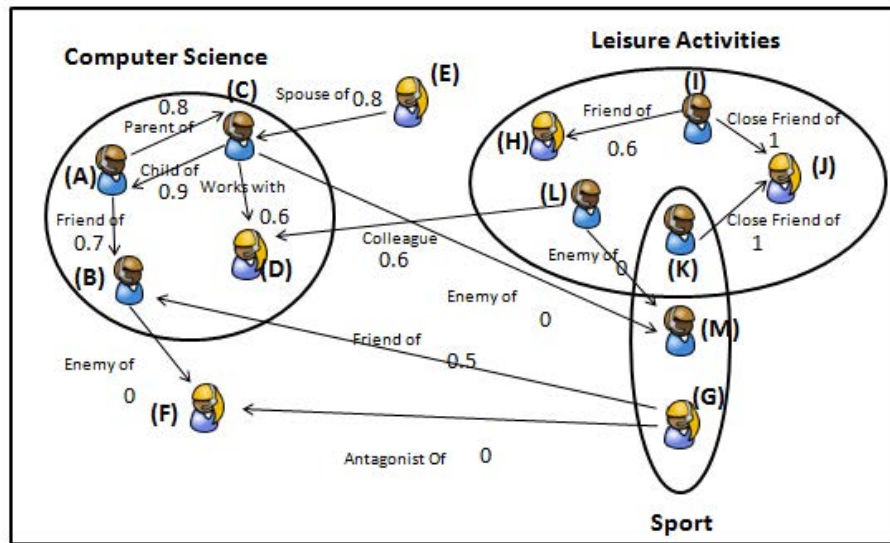 Computer Science
Leisure Activities
(C)
Spouse of 0.8
(E)
(I)
0.8
Parent of
Friend of
0.6
Close Friend of
1
(H)
(J)
(A)
Child of
0.9
Works with
0.6
(L)
Friend of
0.7
Colleague
0.6
Close Friend of
1
(D)
Enemy of
0
(K)
(B)
Enemy of
0
(M)
Friend of
0.5
Enemy of
0
(F)
(G)
Antagonist Of
0
Sport